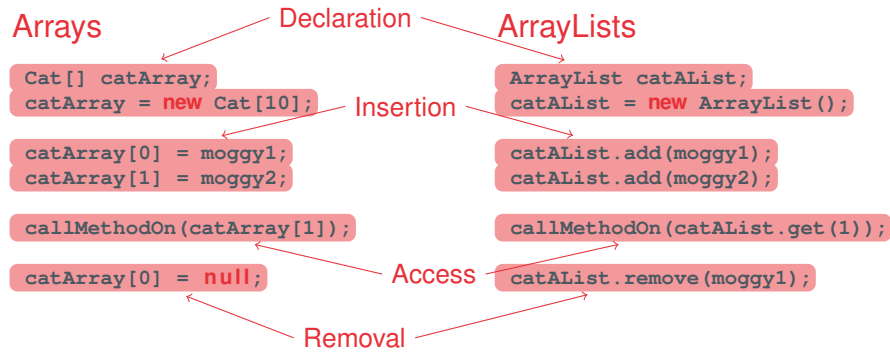 Arrays
Declaration
ArrayLists
Cat[] catArray;
catArray = new Cat[10];
ArrayList catAList;
catAList = new ArrayList();
Insertion
catArray[0] = moggy1;
catArray[1] = moggy2;
catAList.add(moggy1);
catAList.add(moggy2);
callMethodOn(catArray[1]);
callMethodOn(catAList.get(1));
Access
catArray[0] = null;
catAList.remove(moggy1);
Removal